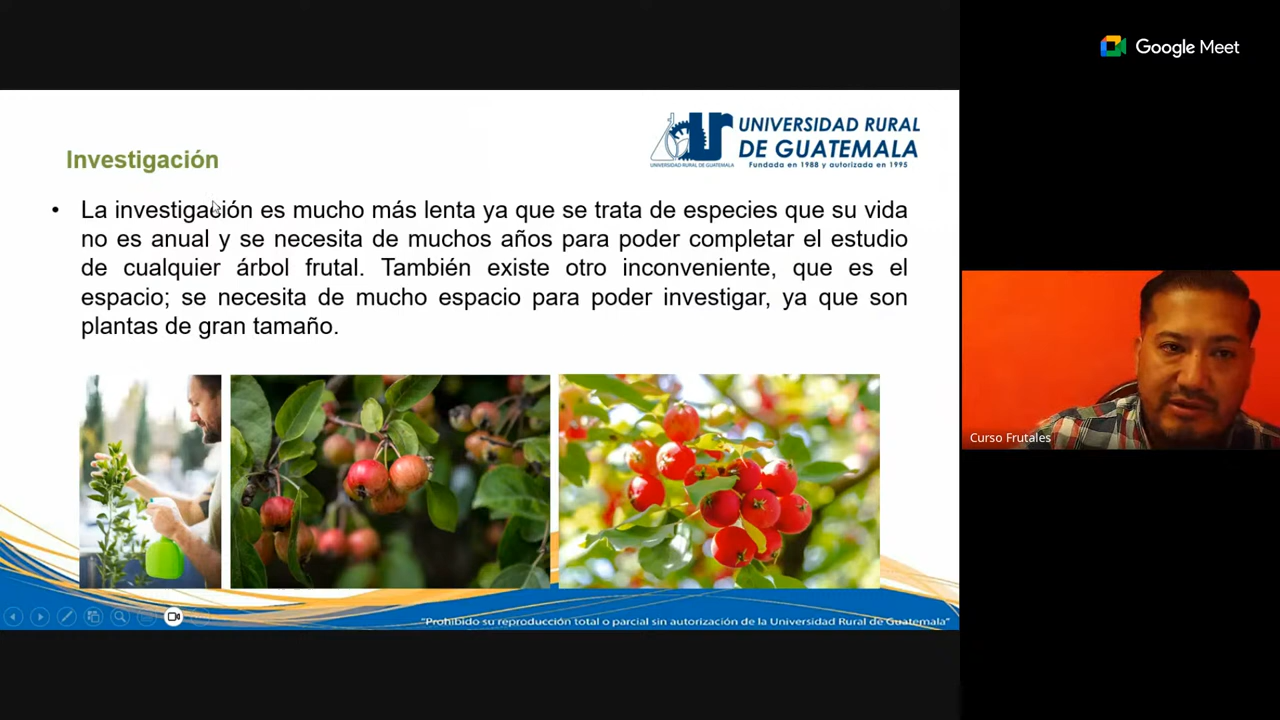 Google Meet
UNIVERSIDAD RURAL
DE GUATEMALA
UNIVERSIDAD RURAL DE GUATEMALA
Fundada en 1988 y autorizada en 1995
Investigación
• La investigación es mucho más lenta ya que se trata de especies que su vida
no es anual y se necesita de muchos años para poder completar el estudio
de cualquier árbol frutal. También existe otro inconveniente, que es el
espacio; se necesita de mucho espacio para poder investigar, ya que son
plantas de gran tamaño.
Curso Frutales
"Prohibido su reproducción total o parcial sin autorización de la Universidad Rural de Guatemala"